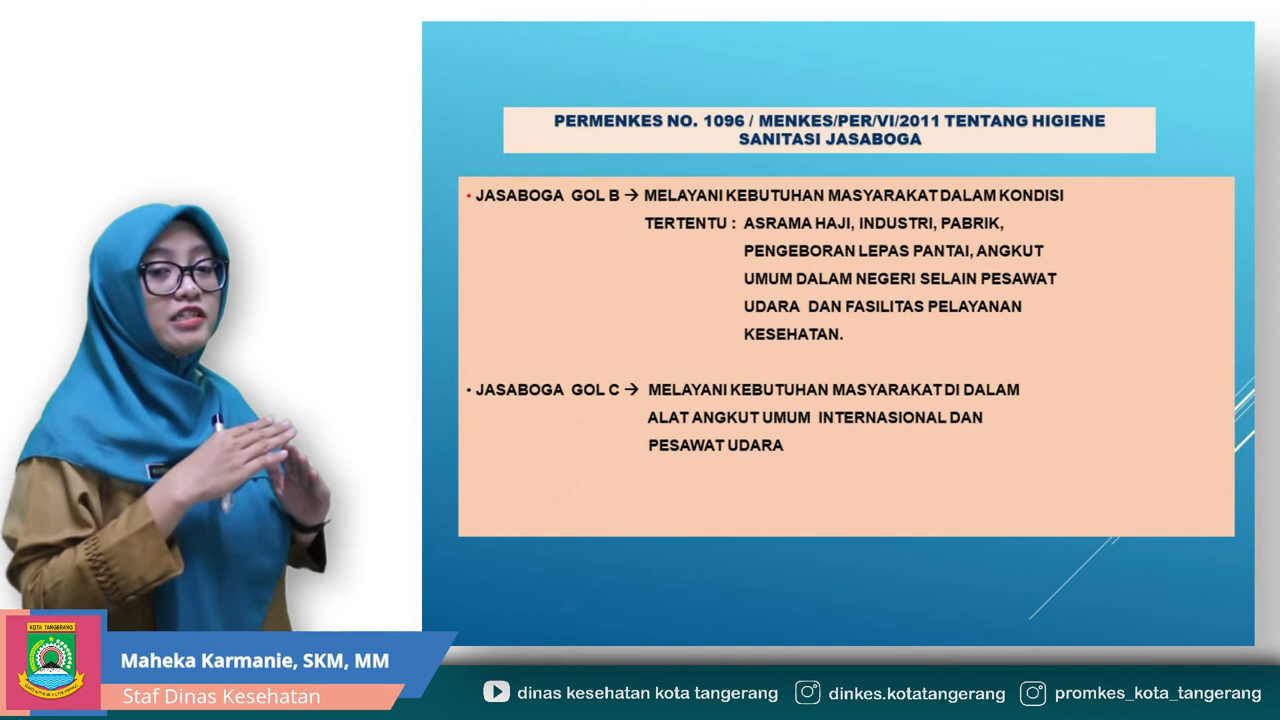 PERMENKES NO. 1096 / MENKES/PER/VI/2011 TENTANG HIGIENE
SANITASI JASABOGA
• JASABOGA GOL B → MELAYANI KEBUTUHAN MASYARAKAT DALAM KONDISI
TERTENTU : ASRAMA HAJI, INDUSTRI, PABRIK,
PENGEBORAN LEPAS PANTAI, ANGKUT
UMUM DALAM NEGERI SELAIN PESAWAT
UDARA DAN FASILITAS PELAYANAN
KESEHATAN.
• JASABOGA GOL C → MELAYANI KEBUTUHAN MASYARAKAT DI DALAM
ALAT ANGKUT UMUM INTERNASIONAL DAN
PESAWAT UDARA
KOTA TANGERANG
Maheka Karmanie, SKM, MM
Staf Dinas Kesehatan
dinas kesehatan kota tangerang
dinkes.kotatangerang
promkes_kota_tangerang